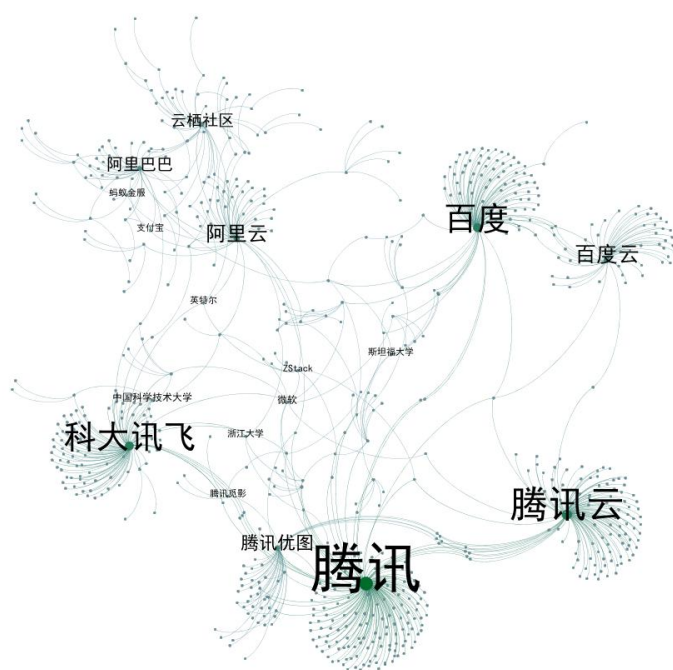 云栖社区
阿里巴巴
蚂蚁金服
支付宝
阿里云
百度
百度云
英特尔
斯坦福大学
ZStack
中国科学技术大学
微软
科大讯飞
浙江大学
腾讯觅影
腾讯云
腾讯优图
腾讯